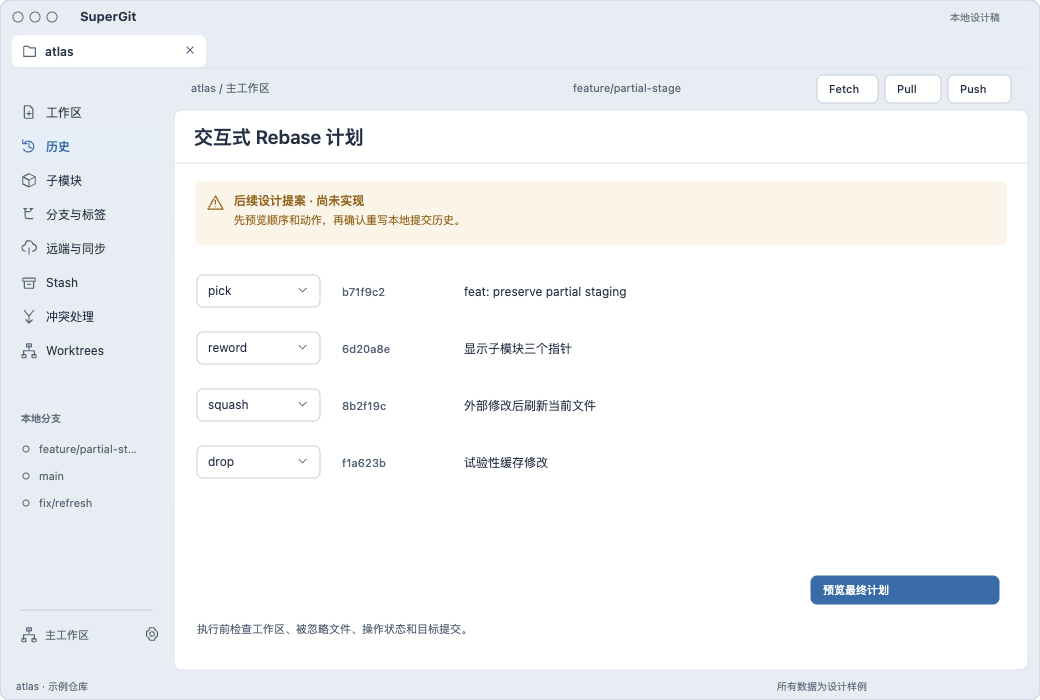 SuperGit
本地设计稿
atlas
atlas / 主工作区
feature/partial-stage
Fetch
Pull
Push
工作区
历史
子模块
分支与标签
远端与同步
Stash
冲突处理
Worktrees
本地分支
feature/partial-st...
main
fix/refresh
主工作区
交互式 Rebase 计划
后续设计提案 · 尚未实现
先预览顺序和动作，再确认重写本地提交历史。
pick b71f9c2 feat: preserve partial staging
reword 6d20a8e 显示子模块三个指针
squash 8b2f19c 外部修改后刷新当前文件
drop f1a623b 试验性缓存修改
预览最终计划
执行前检查工作区、被忽略文件、操作状态和目标提交。
atlas · 示例仓库
所有数据为设计样例